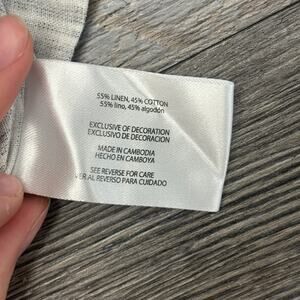 55% LINEN, 45% COTTON
55% lino, 45% algodón
EXCLUSIVE OF DECORATION
EXCLUSIVO DE DECORACION
MADE IN CAMBODIA
HECHO EN CAMBOYA
SEE REVERSE FOR CARE
VER AL REVERSO PARA CUIDADO